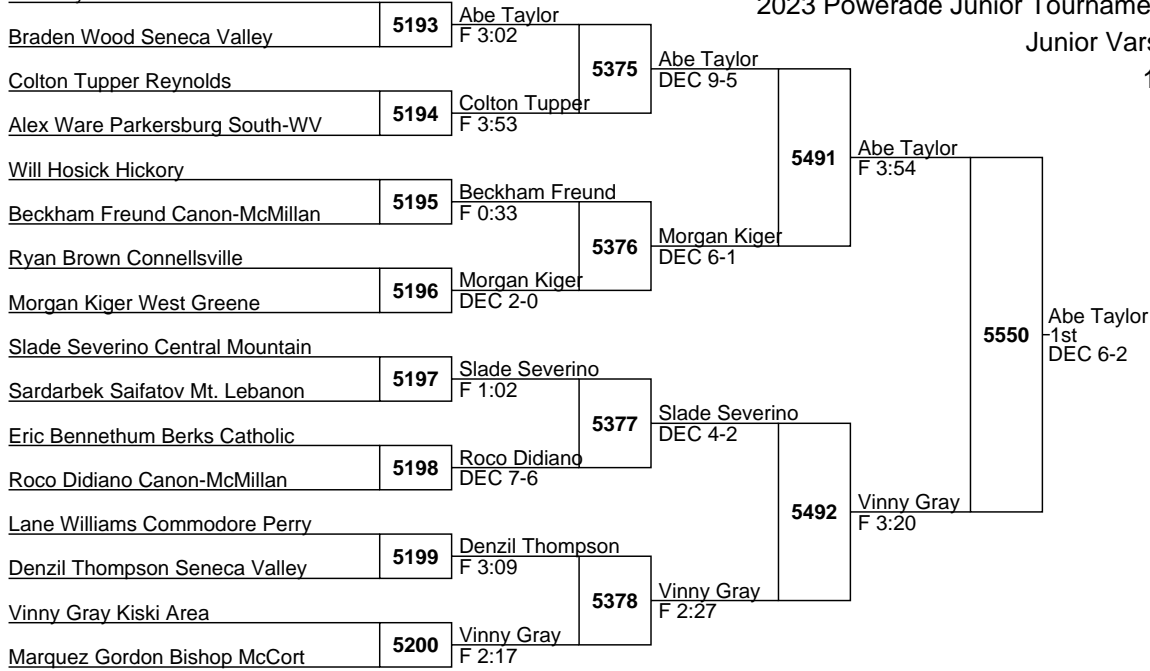 2023 Powerade Junior
Junior
Braden Wood Seneca Valley
5193
Abe Taylor
F 3:02
Colton Tupper Reynolds
Alex Ware Parkersburg South-WV
5194
Colton Tupper
F 3:53
5375
Abe Taylor
DEC 9-5
Will Hosick Hickory
Beckham Freund Canon-McMillan
5195
Beckham Freund
F 0:33
Ryan Brown Connellsville
Morgan Kiger West Greene
5196
Morgan Kiger
DEC 2-0
5376
Morgan Kiger
DEC 6-1
5491
Abe Taylor
F 3:54
Slade Severino Central Mountain
Sardarbek Saifatov Mt. Lebanon
5197
Slade Severino
F 1:02
Eric Bennethum Berks Catholic
Roco Didiano Canon-McMillan
5198
Roco Didiano
DEC 7-6
5377
Slade Severino
DEC 4-2
Lane Williams Commodore Perry
Denzil Thompson Seneca Valley
5199
Denzil Thompson
F 3:09
Vinny Gray Kiski Area
Marquez Gordon Bishop McCort
5200
Vinny Gray
F 2:17
5378
Vinny Gray
F 2:27
5492
Vinny Gray
F 3:20
5550
Abe Taylor
1st
DEC 6-2